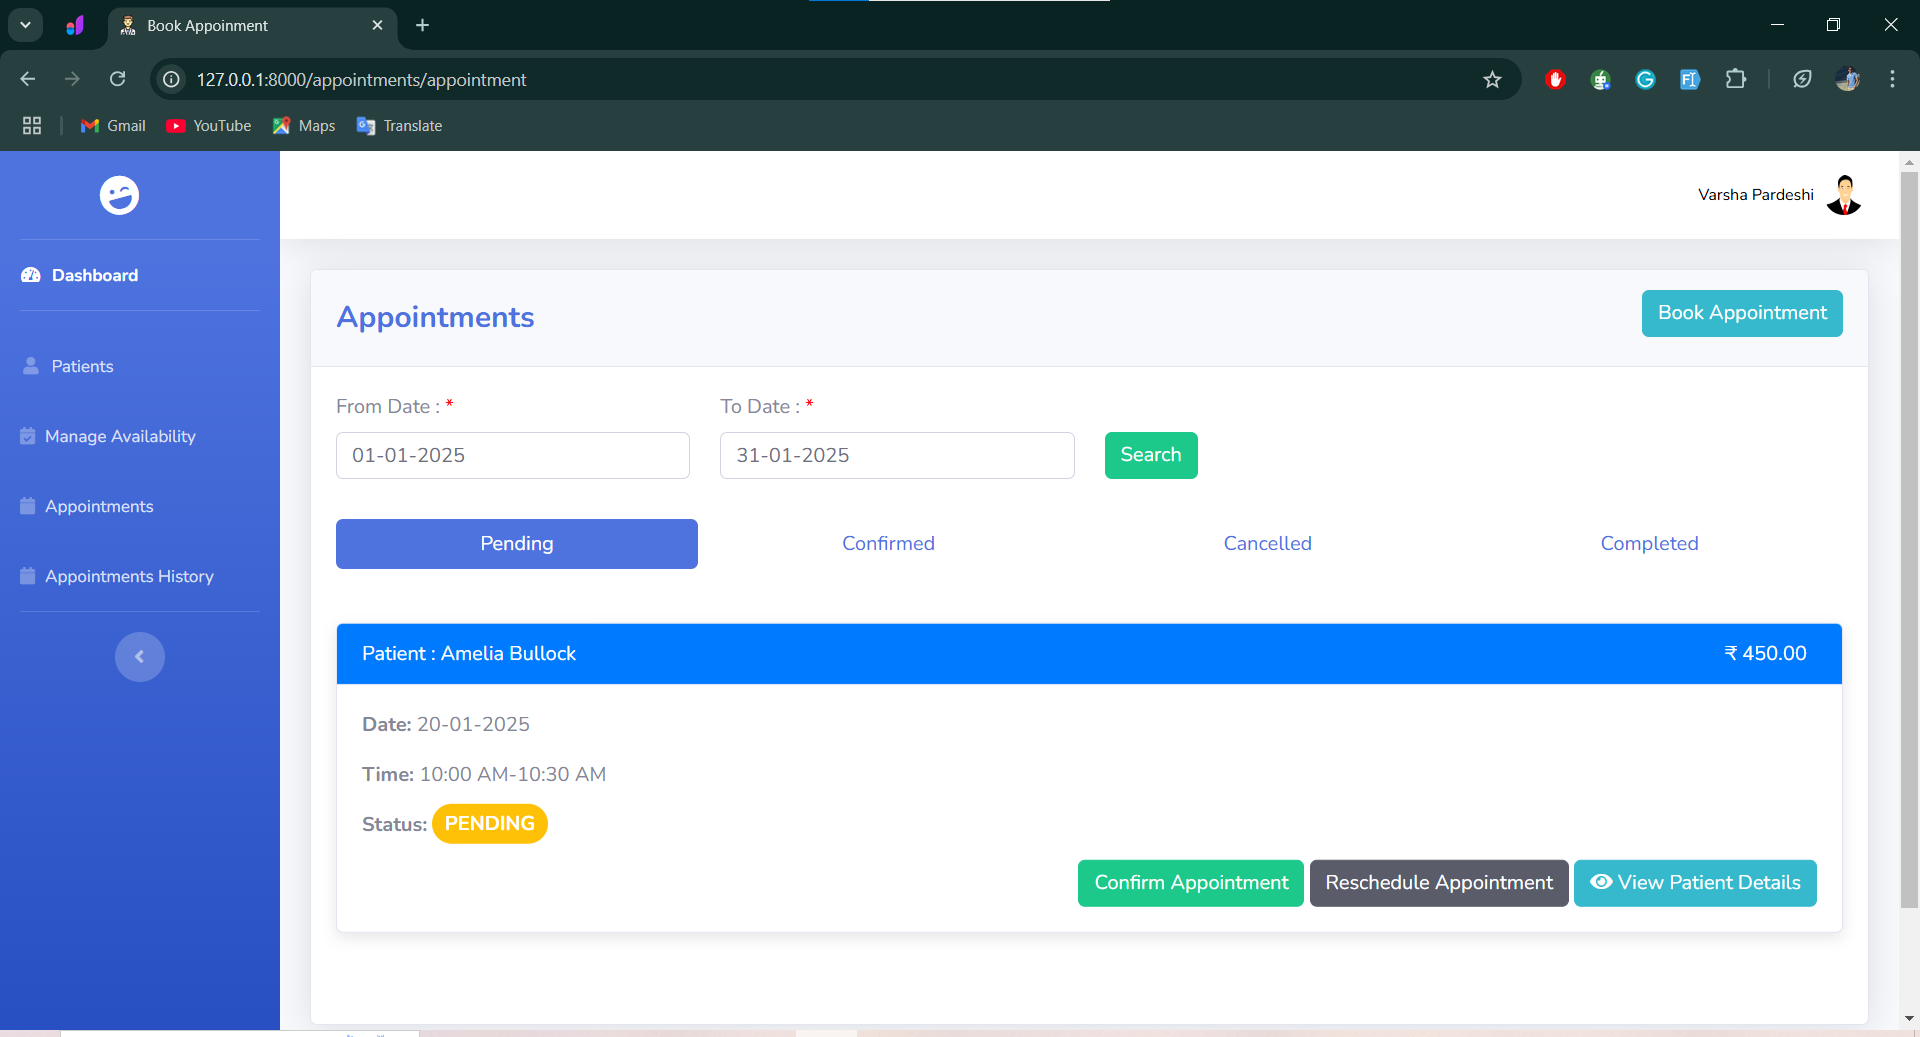 Book Appoinment
127.0.0.1:8000/appointments/appointment
Gmail YouTube Maps Translate
Varsha Pardeshi
Dashboard
Patients
Manage Availability
Appointments
Appointments History
Appointments
Book Appointment
From Date : * To Date : *
01-01-2025 31-01-2025 Search
Pending Confirmed Cancelled Completed
Patient : Amelia Bullock ₹ 450.00
Date: 20-01-2025
Time: 10:00 AM-10:30 AM
Status: PENDING
Confirm Appointment Reschedule Appointment View Patient Details